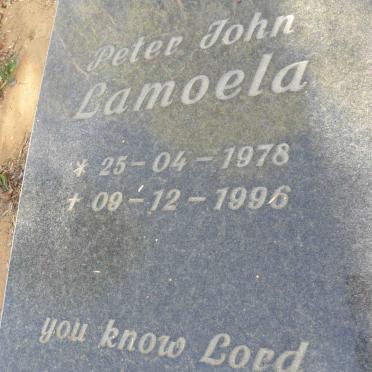 Peter John
Lamoela
* 25-04-1978
† 09-12-1996
you know Lord